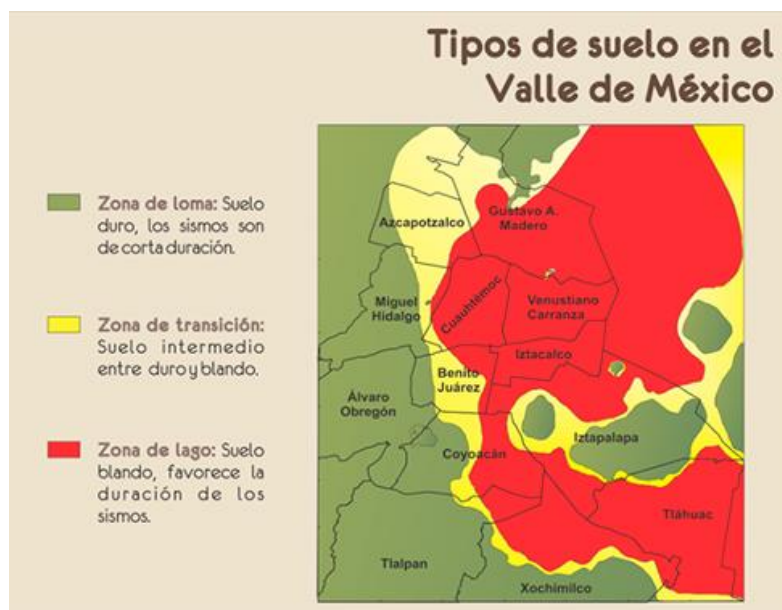 Tipos de suelo en el
Valle de México
Zona de loma: Suelo
duro, los sismos son
de corta duración.
Zona de transición:
Suelo intermedio
entre duro y blando.
Zona de lago: Suelo
blando, favorece la
duración de los
sismos.
Azcapotzalco
Gustavo A.
Madero
Miguel
Hidalgo
Cuauhtémoc
Venustiano
Carranza
Iztacalco
Benito
Juárez
Álvaro
Obregón
Iztapalapa
Coyoacán
Tláhuac
Tlalpan
Xochimilco